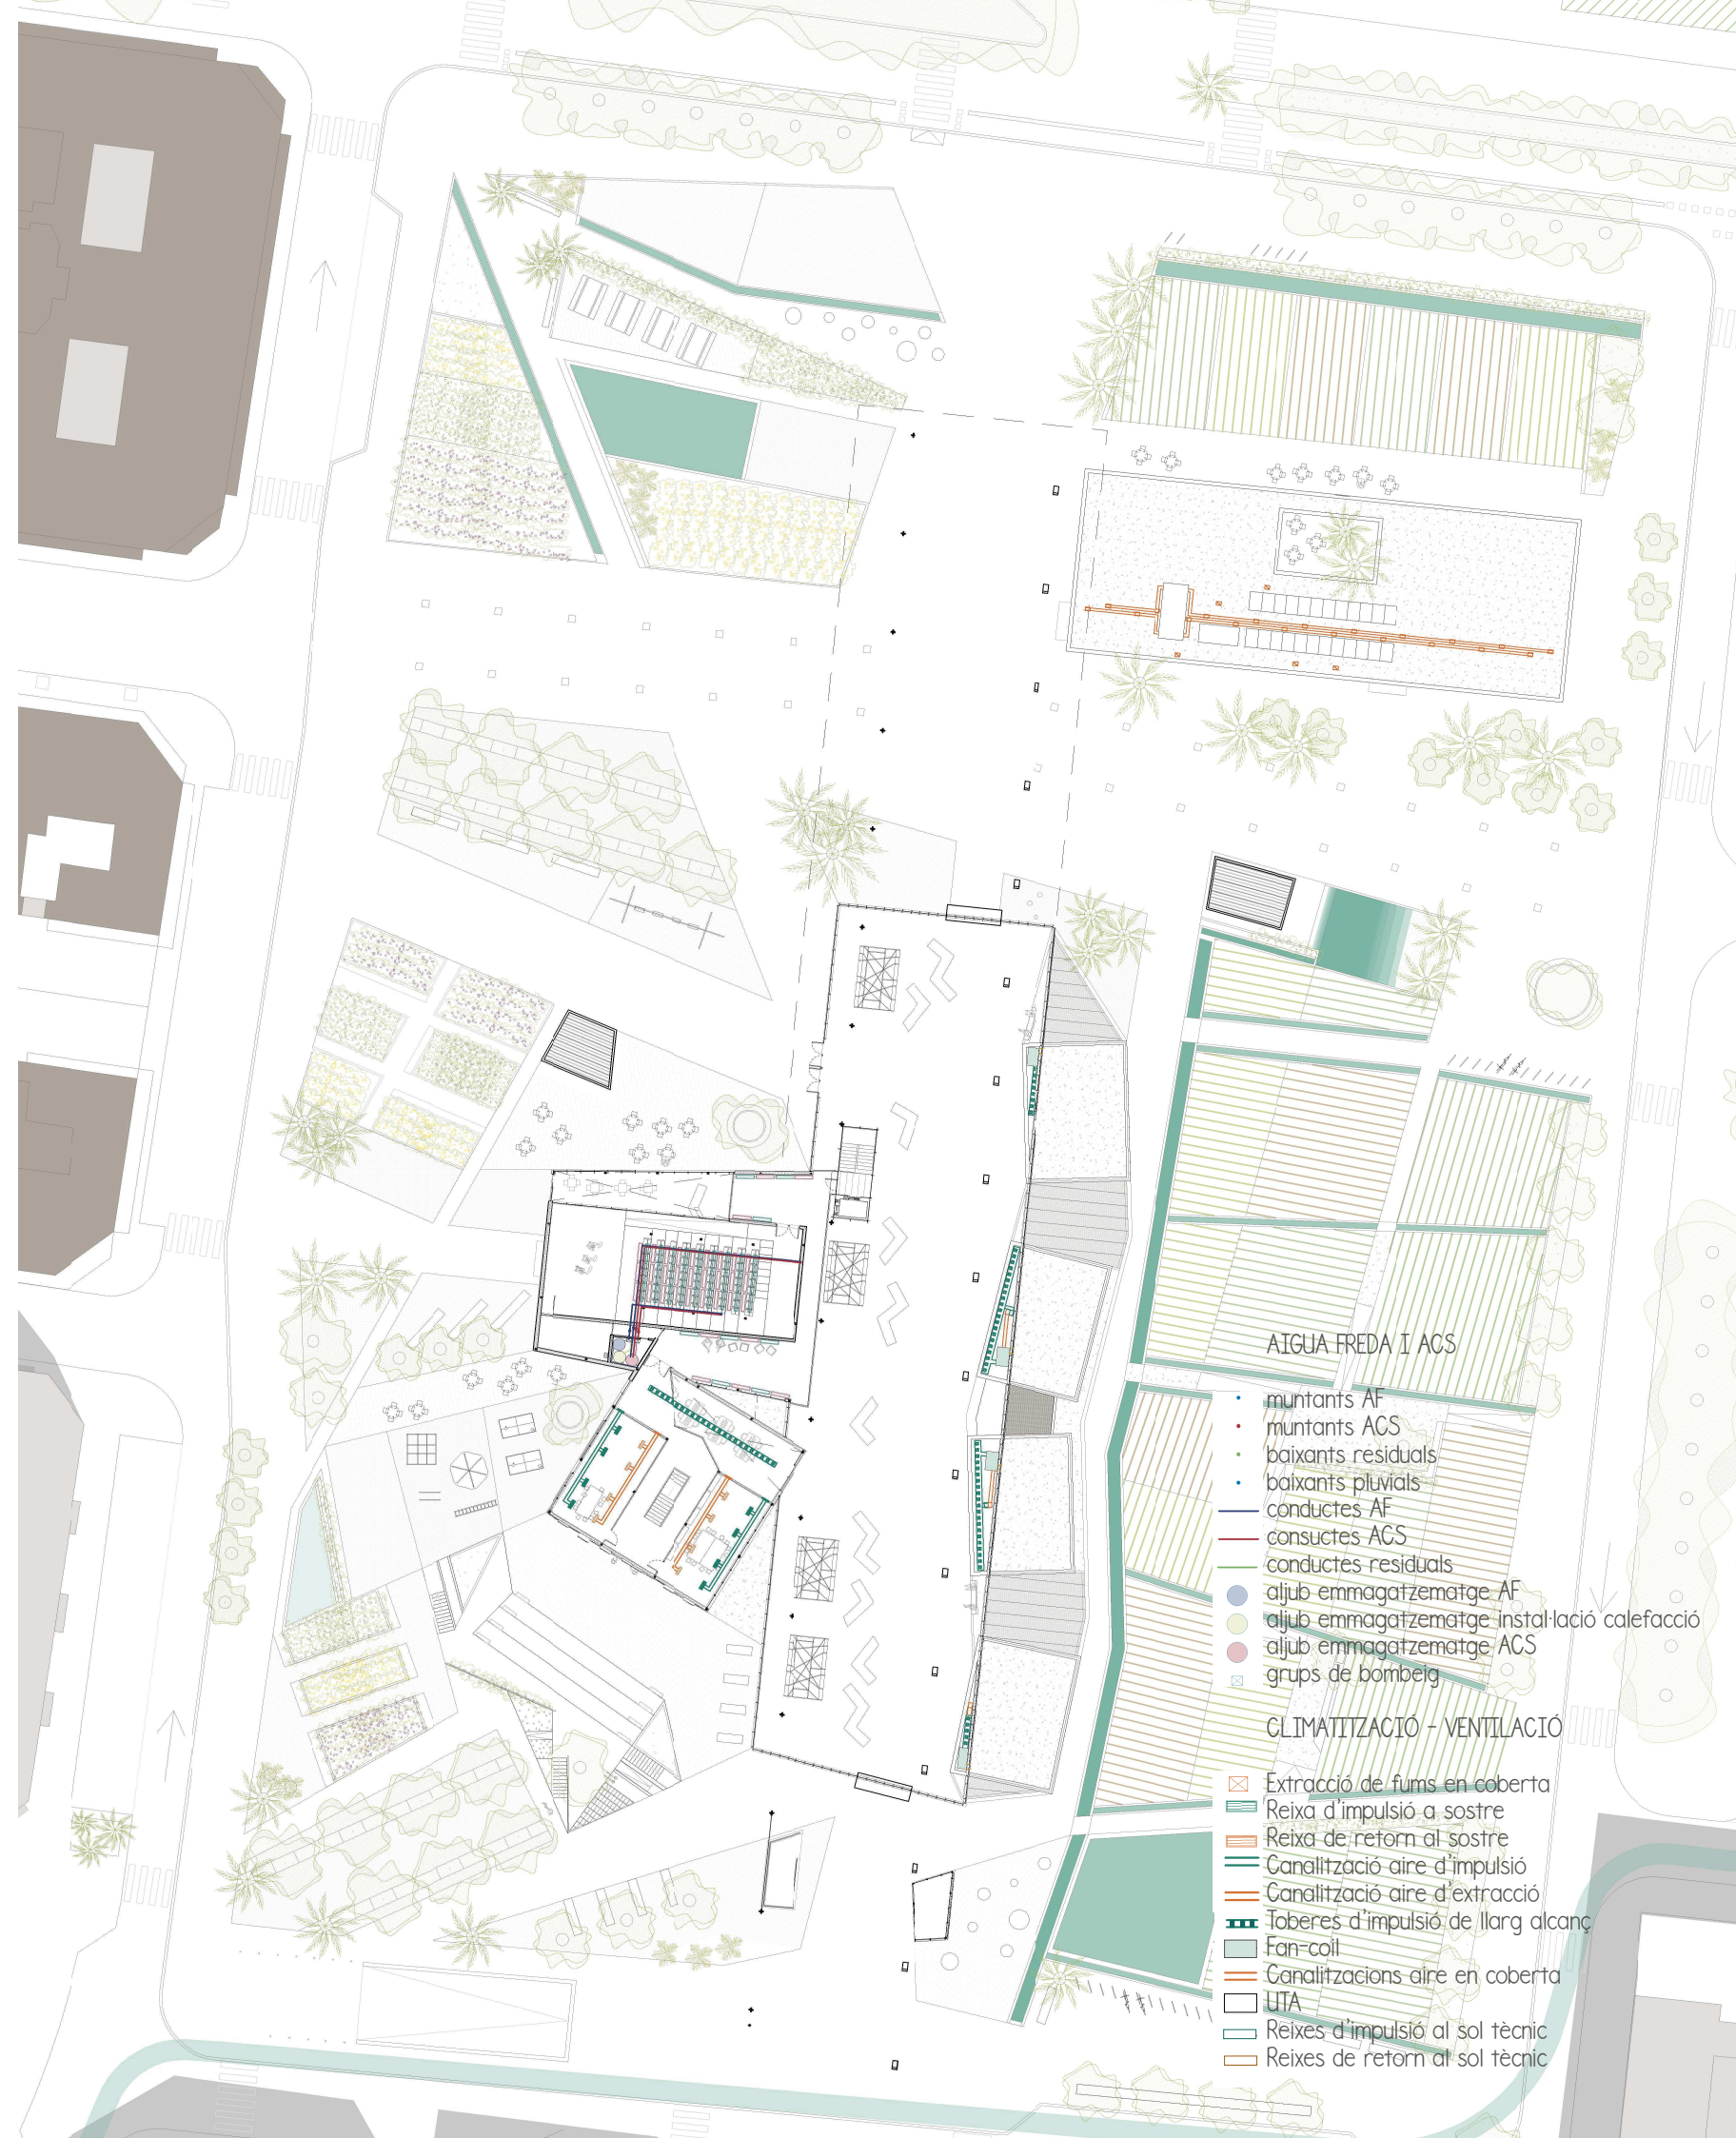 AIGUA FREDA I ACS
muntants AF
muntants ACS
baixants residuals
baixants pluvials
conductes AF
consuctes ACS
conductes residuals
aljub emmagatzematge AF
aljub emmagatzematge instal·lació calefacció
aljub emmagatzematge ACS
grups de bombeig
CLIMATITZACIÓ - VENTILACIÓ
Extracció de fums en coberta
Reixa d'impulsió a sostre
Reixa de retorn al sostre
Canalització aire d'impulsió
Canalització aire d'extracció
Toberes d'impulsió de llarg alcanç
Fan-coil
Canalitzacions aire en coberta
UTA
Reixes d'impulsió al sol tècnic
Reixes de retorn al sol tècnic